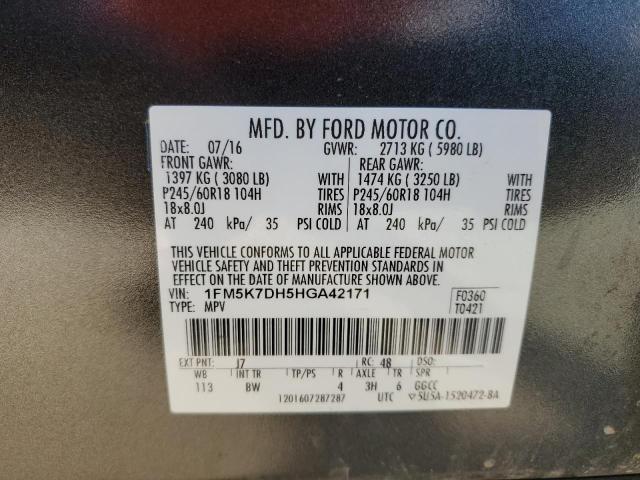 MFD. BY FORD MOTOR CO.
DATE: 07/16 GVWR: 2713 KG ( 5980 LB)
FRONT GAWR: REAR GAWR:
1397 KG ( 3080 LB) WITH 1474 KG ( 3250 LB) WITH
P245/60R18 104H TIRES P245/60R18 104H TIRES
18x8.0J RIMS 18x8.0J RIMS
AT 240 kPa/ 35 PSI COLD AT 240 kPa/ 35 PSI COLD
THIS VEHICLE CONFORMS TO ALL APPLICABLE FEDERAL MOTOR
VEHICLE SAFETY AND THEFT PREVENTION STANDARDS IN
EFFECT ON THE DATE OF MANUFACTURE SHOWN ABOVE.
VIN: 1FM5K7DH5HGA42171 F0360
TYPE: MPV T0421
EXT PNT: J7 RC: 48 DSO:
WB INT TR TP/PS R AXLE TR SPR
113 BW 4 3H 6 GGCC
1201607287287 UTC ▽5U5A-1520472-BA